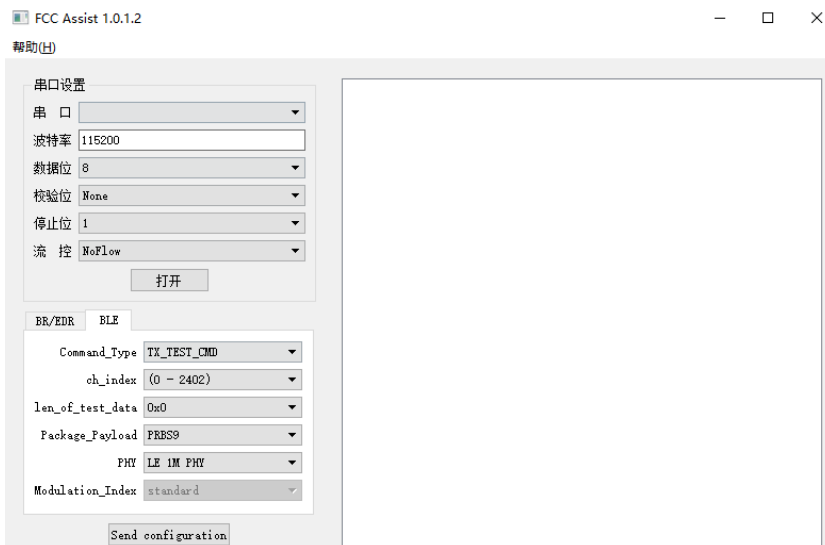 FCC Assist 1.0.1.2
帮助(H)
串口设置
串 口
波特率 115200
数据位 8
校验位 None
停止位 1
流 控 NoFlow
打开
BR/EDR BLE
Command_Type TX_TEST_CMD
ch_index (0 - 2402)
len_of_test_data 0x0
Package_Payload PRBS9
PHY LE 1M PHY
Modulation_Index standard
Send configuration